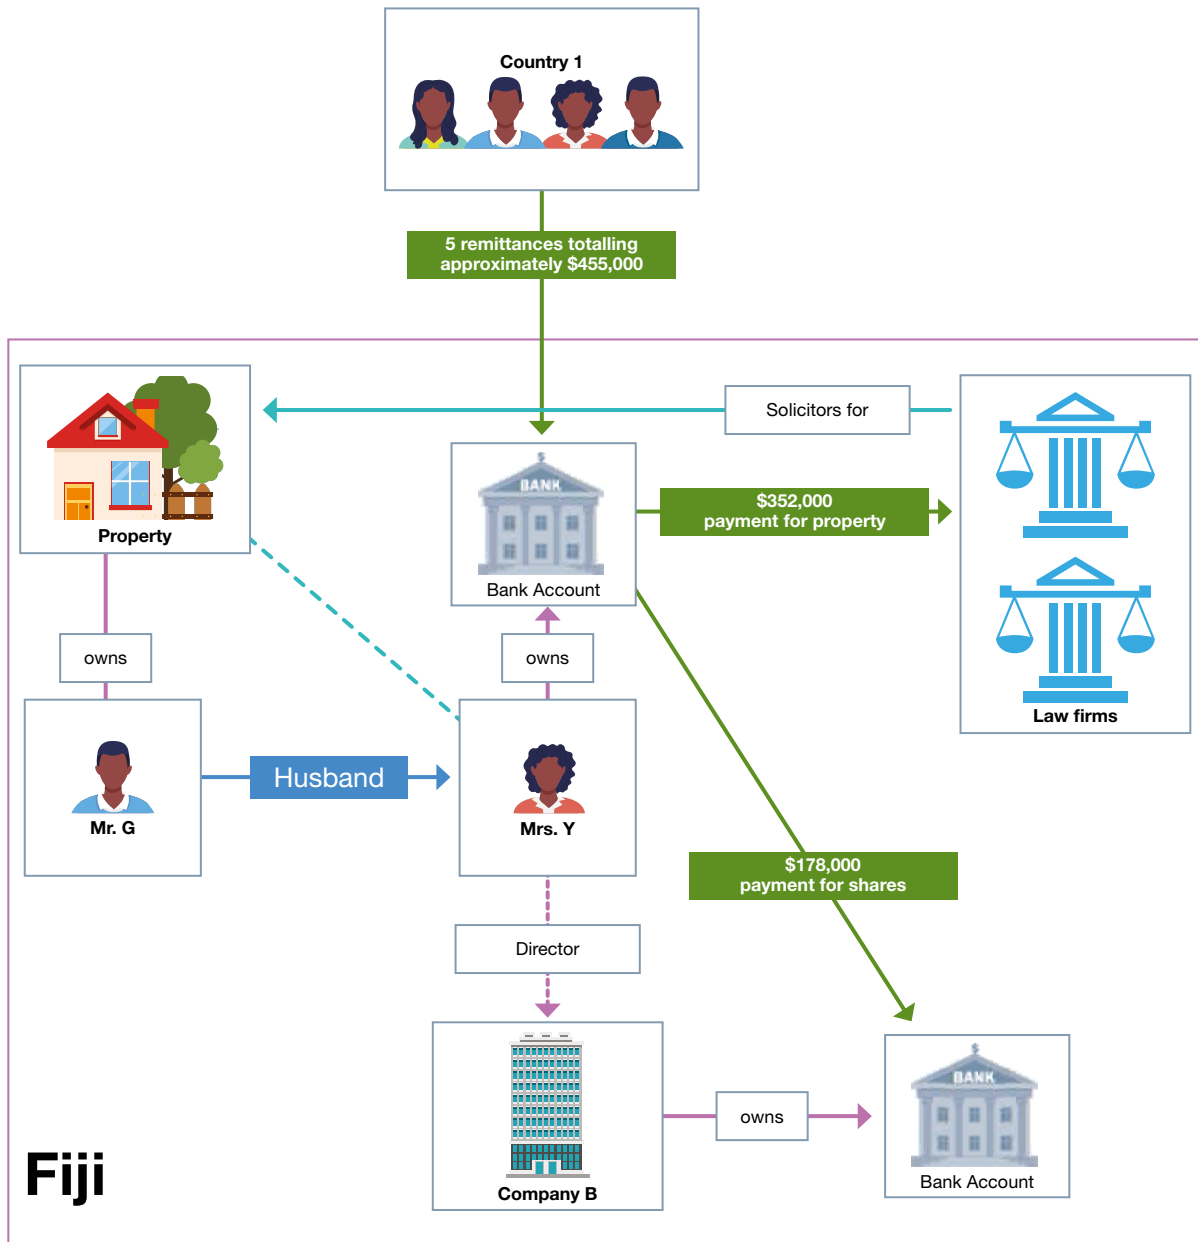 Country 1
5 remittances totalling
approximately $455,000
Solicitors for
$
BANK
Bank Account
$352,000
payment for property
Property
owns
owns
Law firms
Mr. G
Husband
Mrs. Y
$178,000
payment for shares
Director
Company B
owns
$
BANK
Bank Account
Fiji